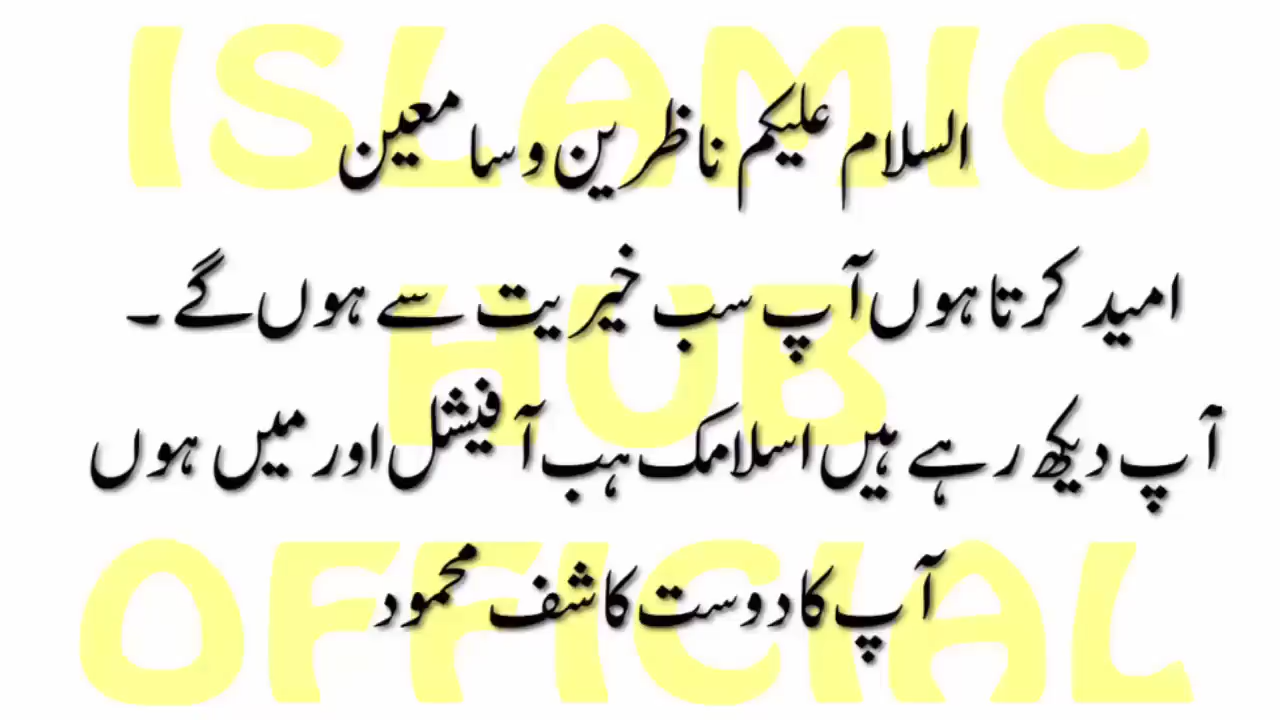 ISLAMIC
السلام علیکم ناظرین و سامعین
HUB
امید کرتا ہوں آپ سب خیریت سے ہوں گے ۔
آپ دیکھ رہے ہیں اسلامک ہب آفیشل اور میں ہوں
OFFICIAL
آپ کا دوست کاشف محمود